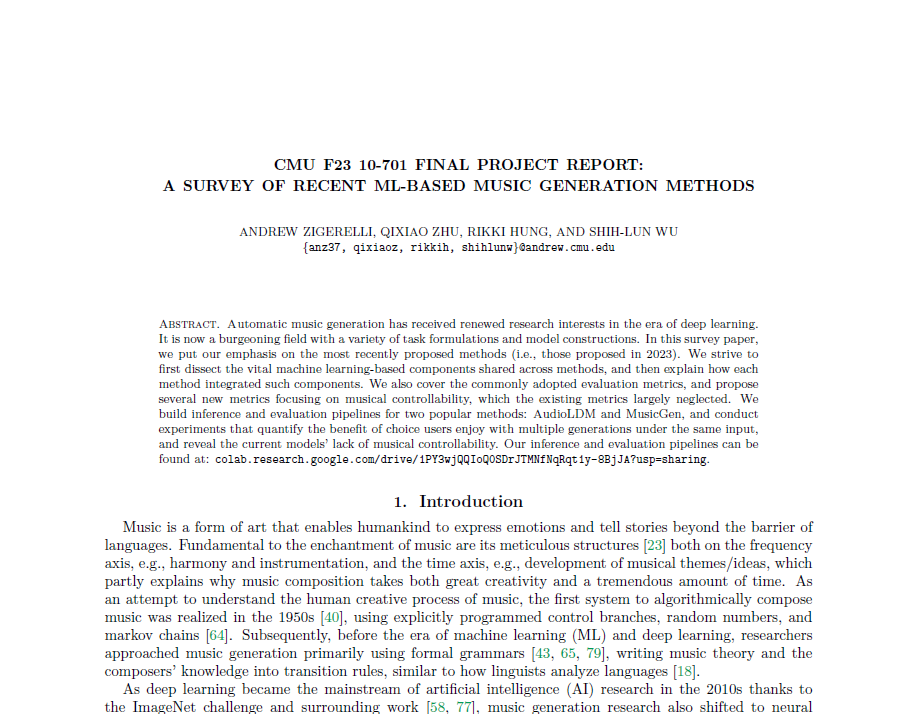 CMU F23 10-701 FINAL PROJECT REPORT:
A SURVEY OF RECENT ML-BASED MUSIC GENERATION METHODS
ANDREW ZIGERELLI, QIXIAO ZHU, RIKKI HUNG, AND SHIH-LUN WU
{anz37, qixiaoz, rikkih, shihlunw}@andrew.cmu.edu
Abstract. Automatic music generation has received renewed research interests in the era of deep learning.
It is now a burgeoning field with a variety of task formulations and model constructions. In this survey paper,
we put our emphasis on the most recently proposed methods (i.e., those proposed in 2023). We strive to
first dissect the vital machine learning-based components shared across methods, and then explain how each
method integrated such components. We also cover the commonly adopted evaluation metrics, and propose
several new metrics focusing on musical controllability, which the existing metrics largely neglected. We
build inference and evaluation pipelines for two popular methods: AudioLDM and MusicGen, and conduct
experiments that quantify the benefit of choice users enjoy with multiple generations under the same input,
and reveal the current models' lack of musical controllability. Our inference and evaluation pipelines can be
found at: colab.research.google.com/drive/1PY3wjQQIoQ0SDrJTMNfNqRqt1y-8BjJA?usp=sharing.
1. Introduction
Music is a form of art that enables humankind to express emotions and tell stories beyond the barrier of
languages. Fundamental to the enchantment of music are its meticulous structures [23] both on the frequency
axis, e.g., harmony and instrumentation, and the time axis, e.g., development of musical themes/ideas, which
partly explains why music composition takes both great creativity and a tremendous amount of time. As
an attempt to understand the human creative process of music, the first system to algorithmically compose
music was realized in the 1950s [40], using explicitly programmed control branches, random numbers, and
markov chains [64]. Subsequently, before the era of machine learning (ML) and deep learning, researchers
approached music generation primarily using formal grammars [43, 65, 79], writing music theory and the
composers' knowledge into transition rules, similar to how linguists analyze languages [18].
As deep learning became the mainstream of artificial intelligence (AI) research in the 2010s thanks to
the ImageNet challenge and surrounding work [58, 77], music generation research also shifted to neural